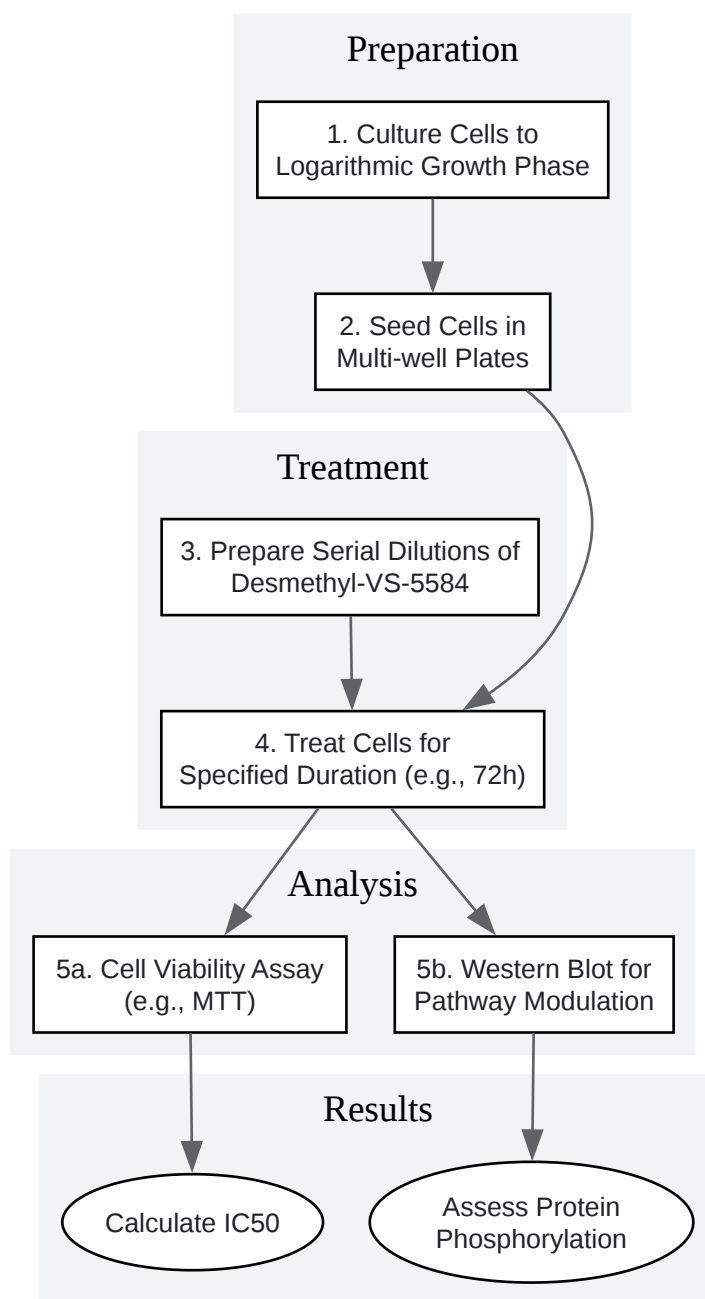 Preparation
1. Culture Cells to
Logarithmic Growth Phase
2. Seed Cells in
Multi-well Plates
Treatment
3. Prepare Serial Dilutions of
Desmethyl-VS-5584
4. Treat Cells for
Specified Duration (e.g., 72h)
Analysis
5a. Cell Viability Assay
(e.g., MTT)
5b. Western Blot for
Pathway Modulation
Results
Calculate IC50
Assess Protein
Phosphorylation